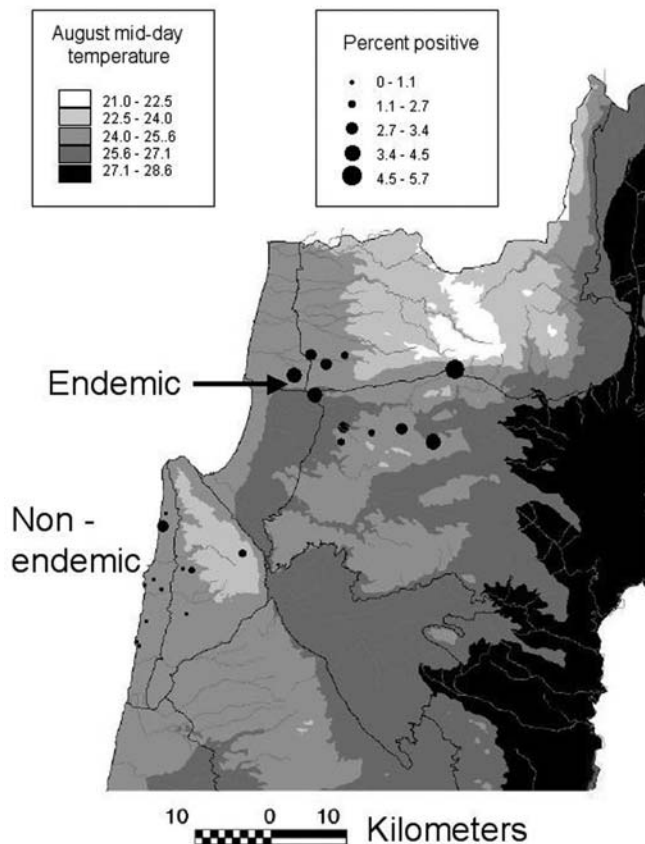 August mid-day
temperature
21.0 - 22.5
22.5 - 24.0
24.0 - 25..6
25.6 - 27.1
27.1 - 28.6
Percent positive
0 - 1.1
1.1 - 2.7
2.7 - 3.4
3.4 - 4.5
4.5 - 5.7
Endemic
Non -
endemic
10 0 10 Kilometers